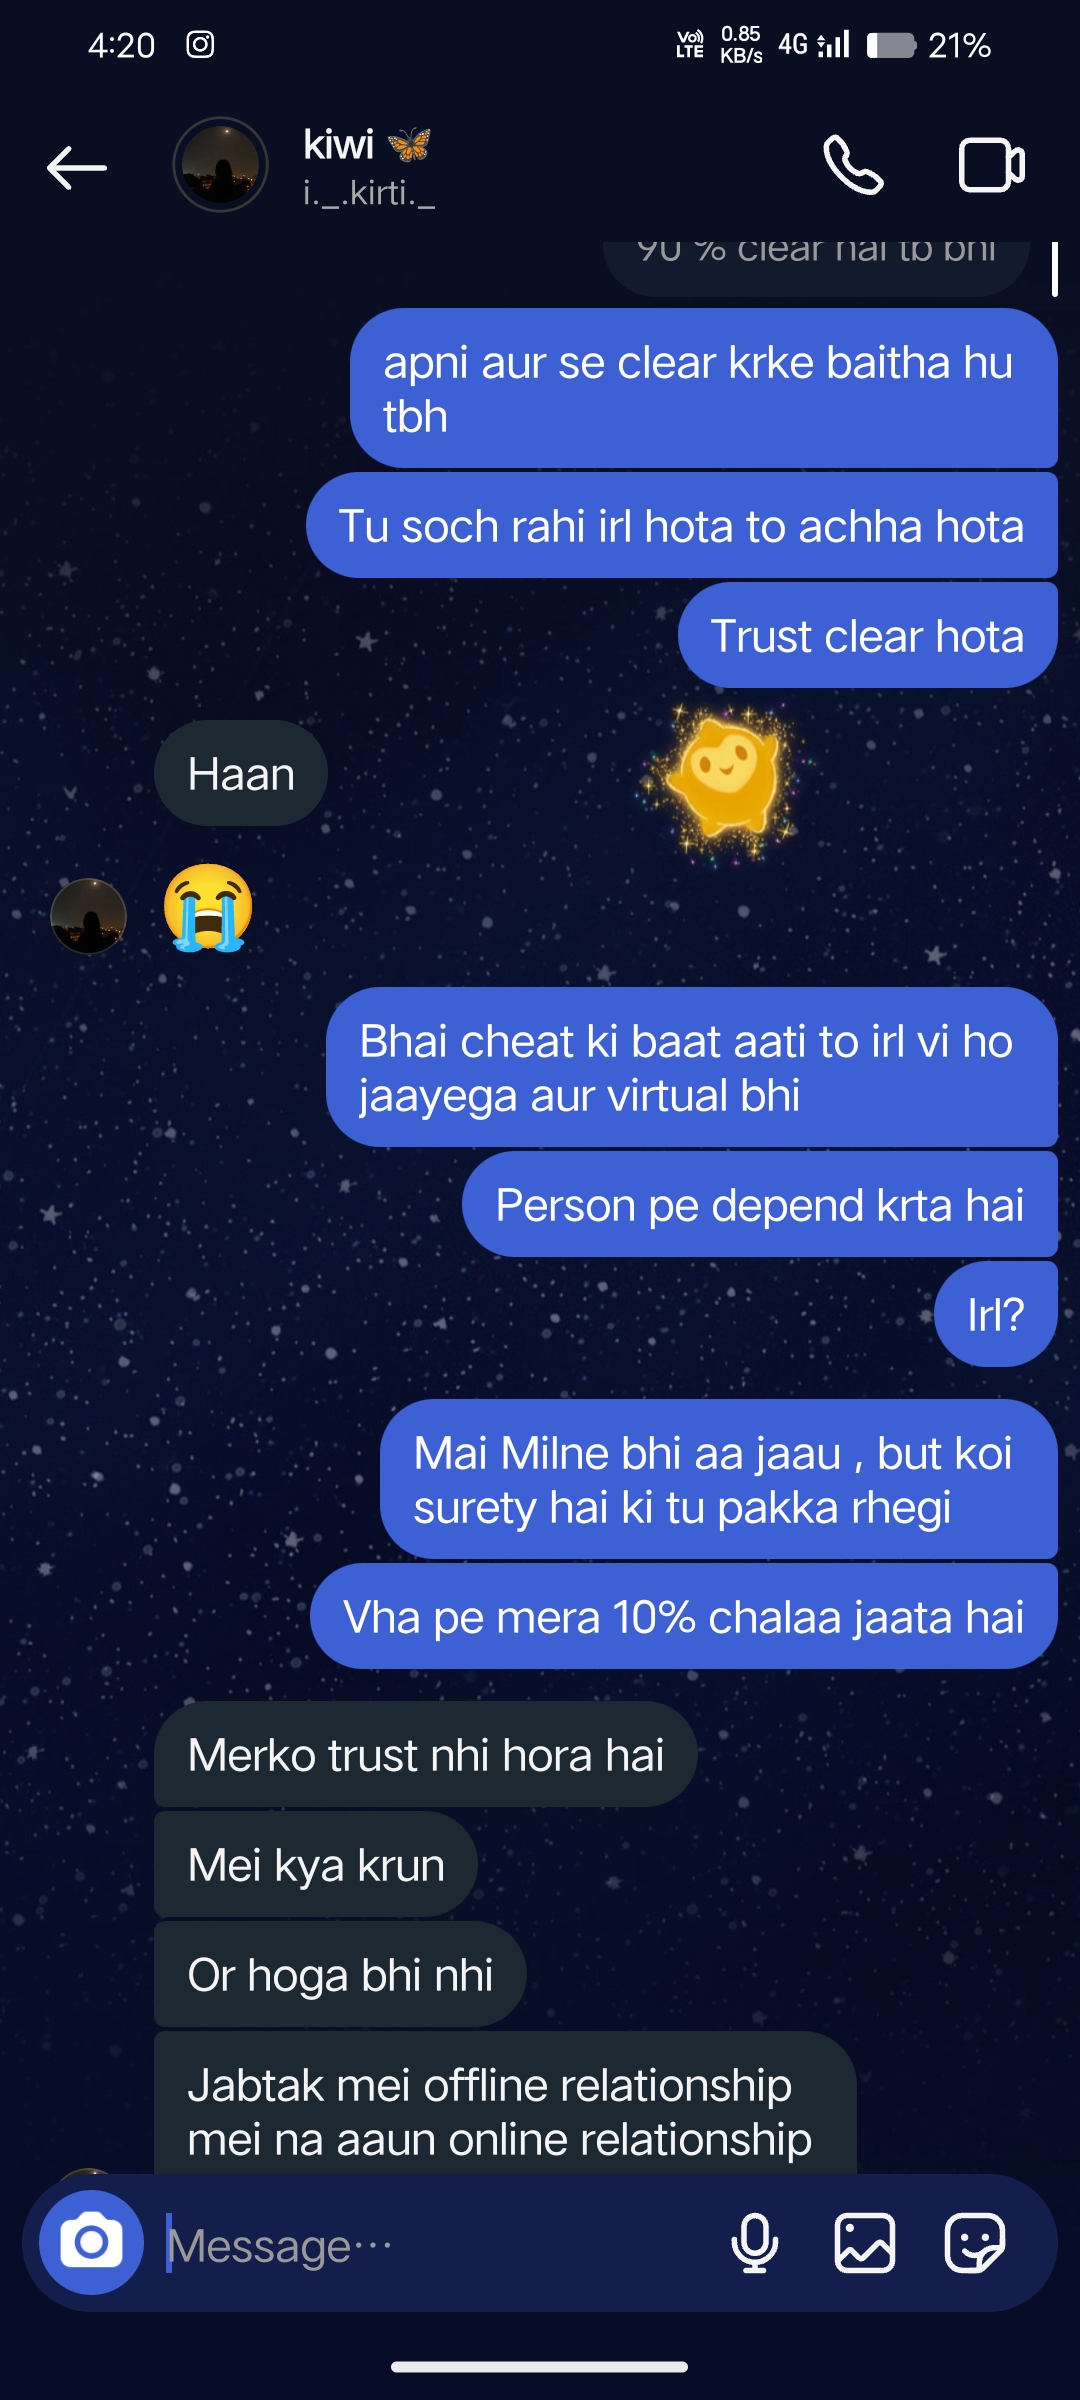 4:20
Vo))
LTE
0.85
KB/s
4G
21%
kiwi 🦋
i._.kirti._
90 % clear hai tb bhi
apni aur se clear krke baitha hu
tbh
Tu soch rahi irl hota to achha hota
Trust clear hota
Haan
😭
Bhai cheat ki baat aati to irl vi ho
jaayega aur virtual bhi
Person pe depend krta hai
Irl?
Mai Milne bhi aa jaau , but koi
surety hai ki tu pakka rhegi
Vha pe mera 10% chalaa jaata hai
Merko trust nhi hora hai
Mei kya krun
Or hoga bhi nhi
Jabtak mei offline relationship
mei na aaun online relationship
Message...